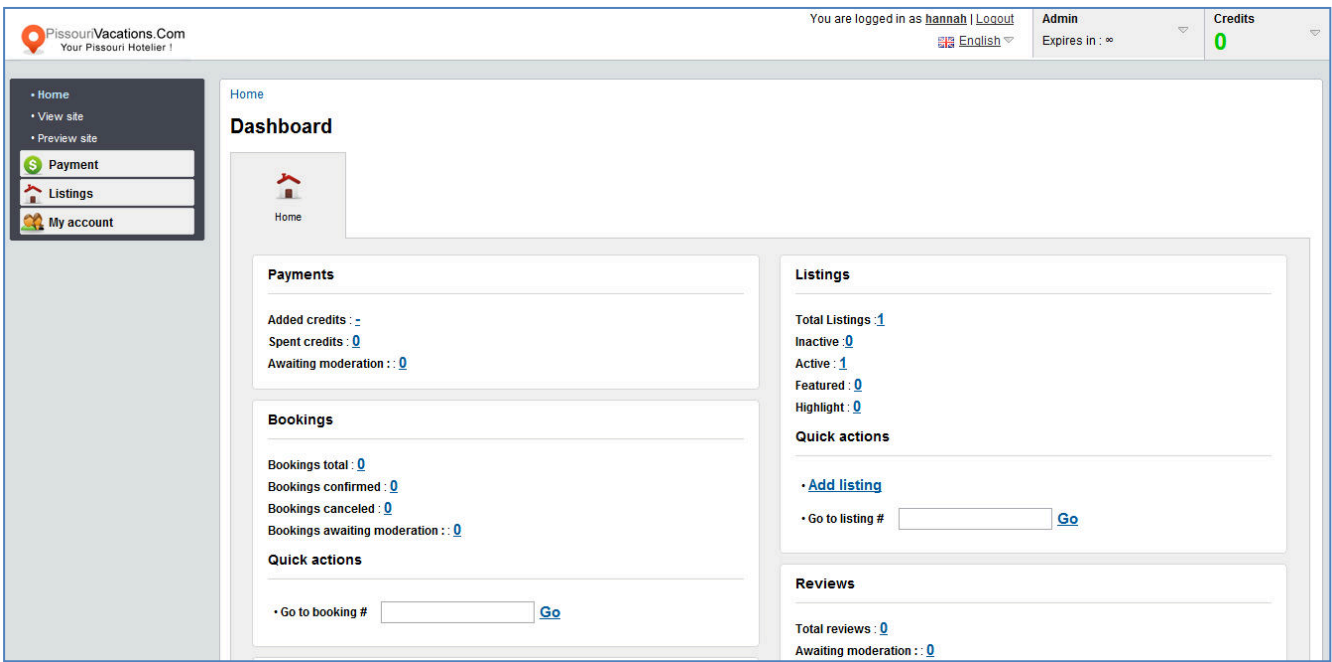 PissouriVacations.Com
Your Pissouri Hotelier !
You are logged in as hannah | Logout
English
Admin
Expires in : ∞
Credits
0
• Home
• View site
• Preview site
Payment
Listings
My account
Home
Dashboard
Home
Payments
Added credits : -
Spent credits : 0
Awaiting moderation : : 0
Bookings
Bookings total : 0
Bookings confirmed : 0
Bookings canceled : 0
Bookings awaiting moderation : : 0
Quick actions
• Go to booking # Go
Listings
Total Listings :1
Inactive :0
Active : 1
Featured : 0
Highlight : 0
Quick actions
• Add listing
• Go to listing # Go
Reviews
Total reviews : 0
Awaiting moderation : : 0